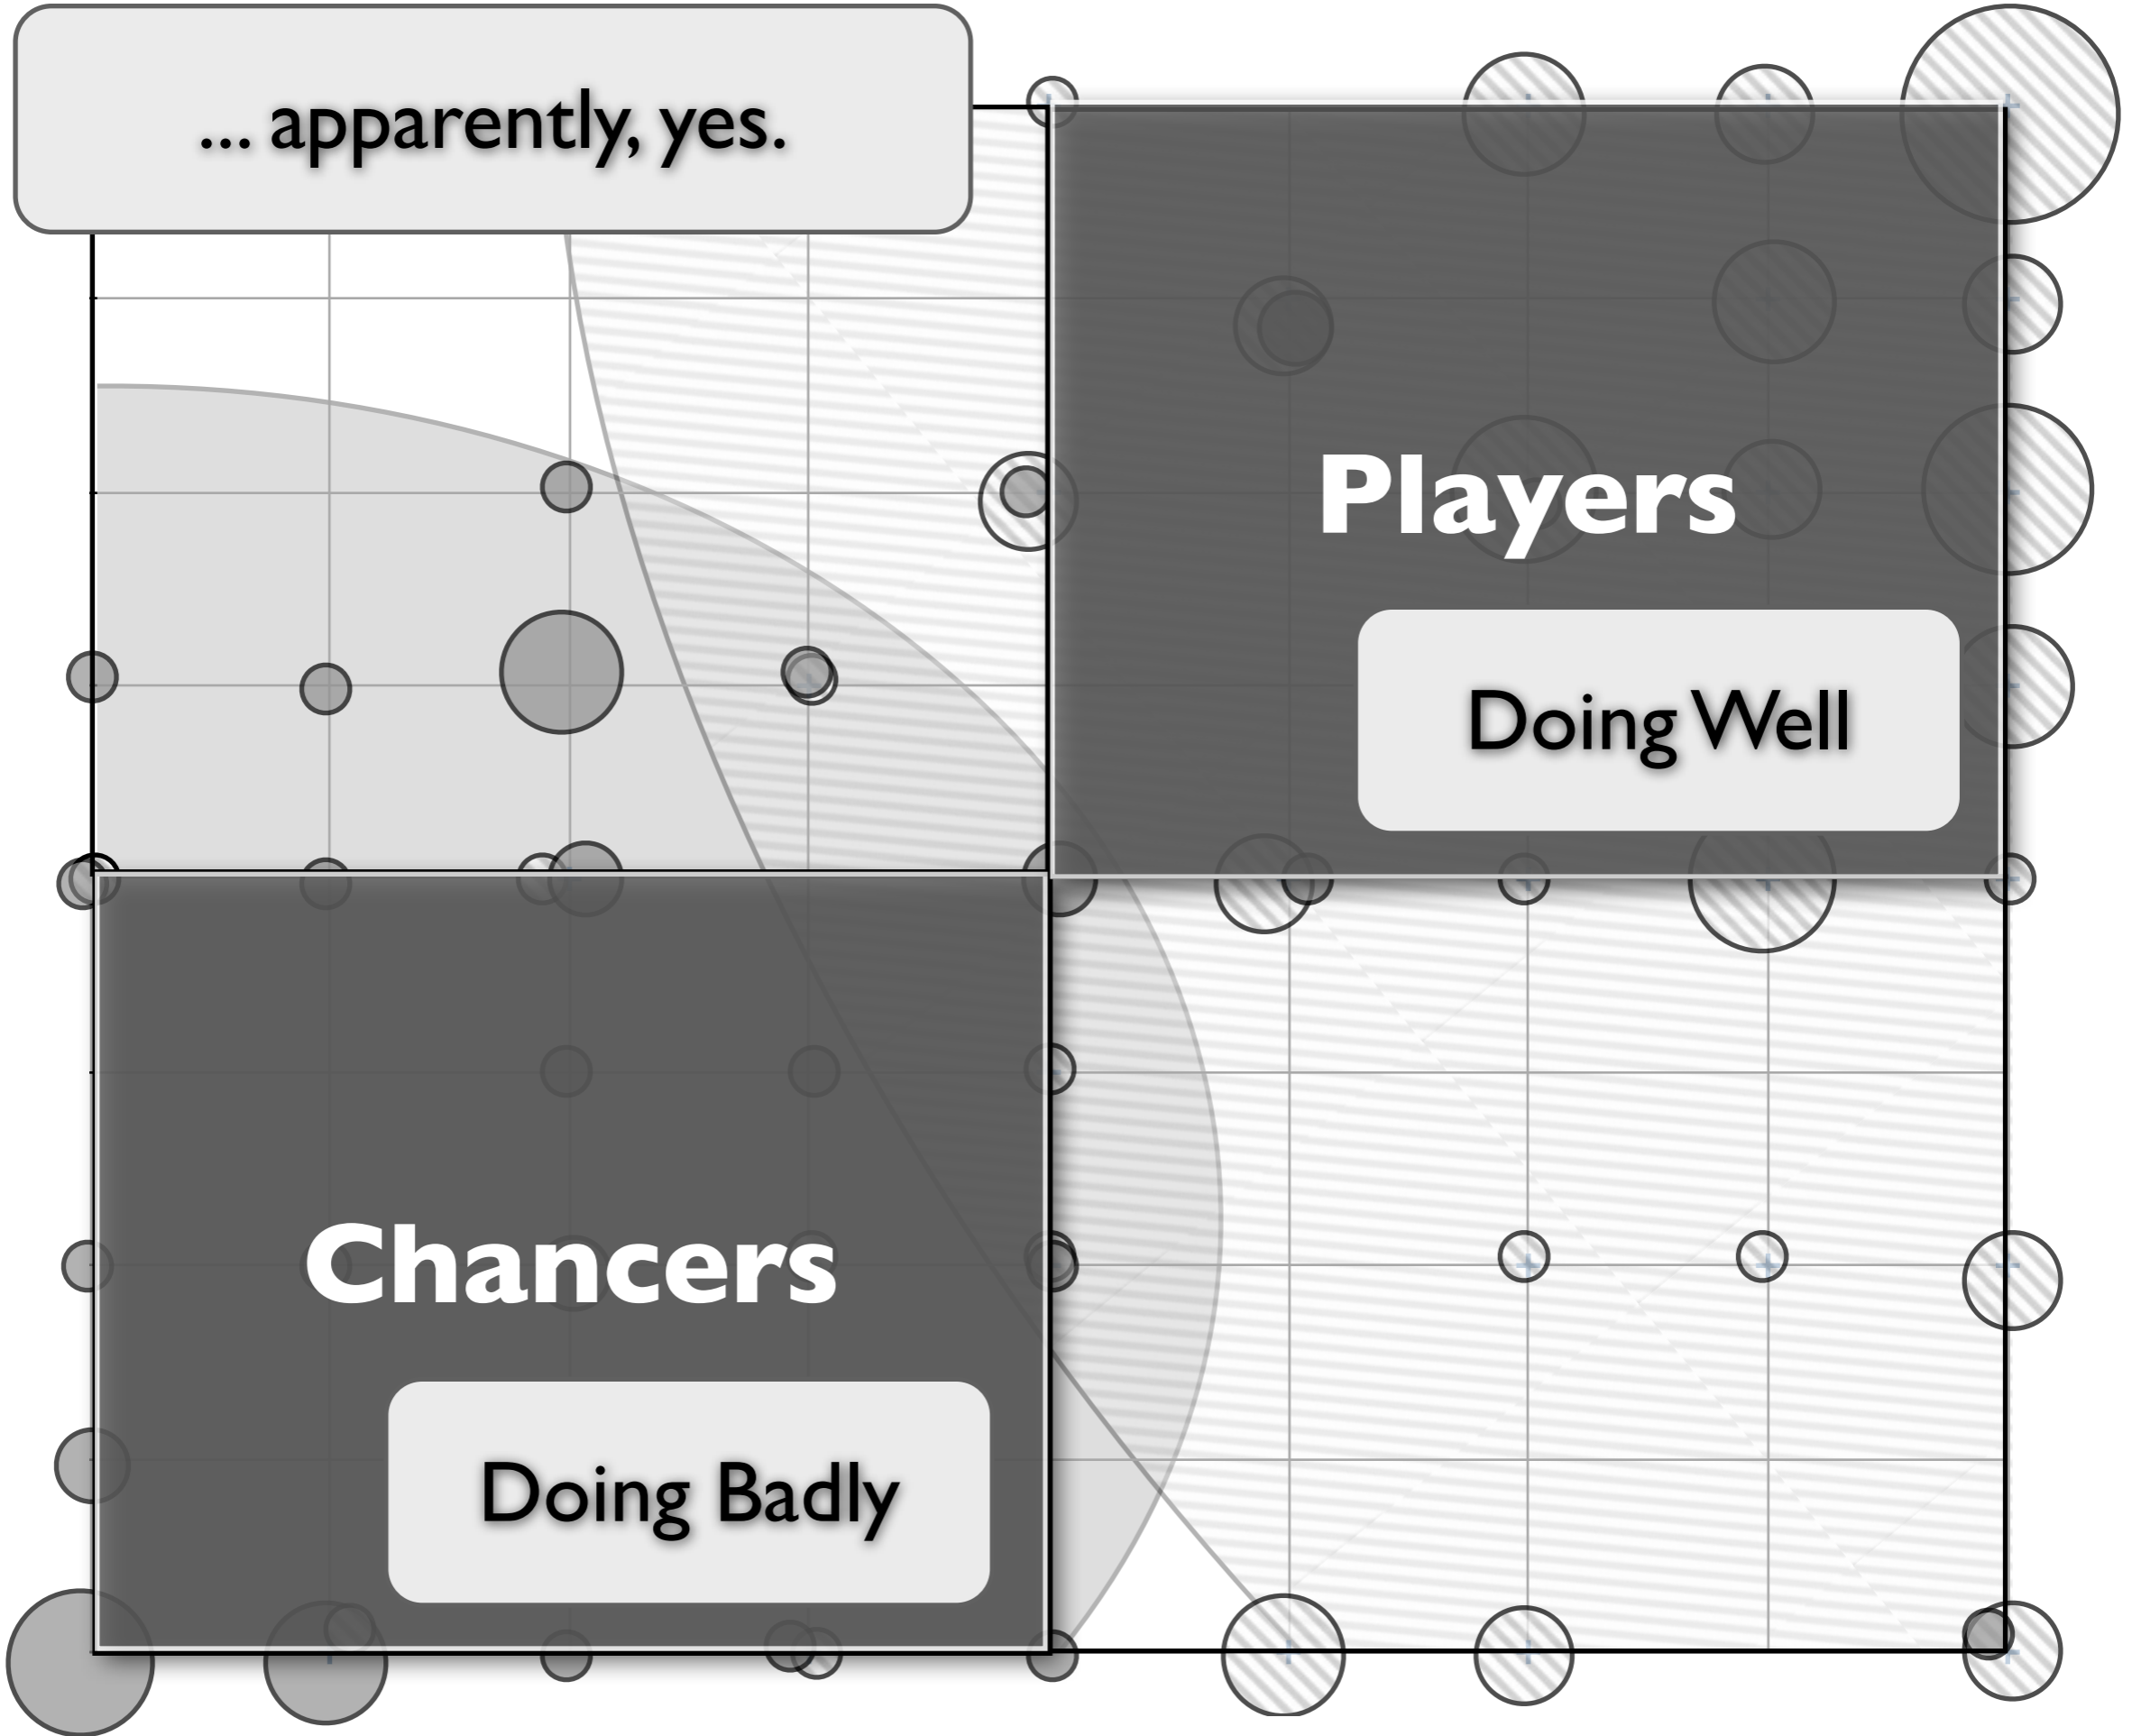 ... apparently, yes.
Players
Doing Well
Chancers
Doing Badly